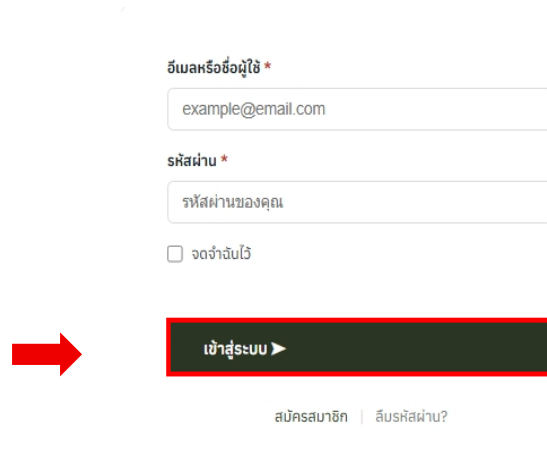 อีเมลหรือชื่อผู้ใช้ *
example@email.com
รหัสผ่าน *
รหัสผ่านของคุณ
จดจำฉันไว้
เข้าสู่ระบบ ➤
สมัครสมาชิก | ลืมรหัสผ่าน?